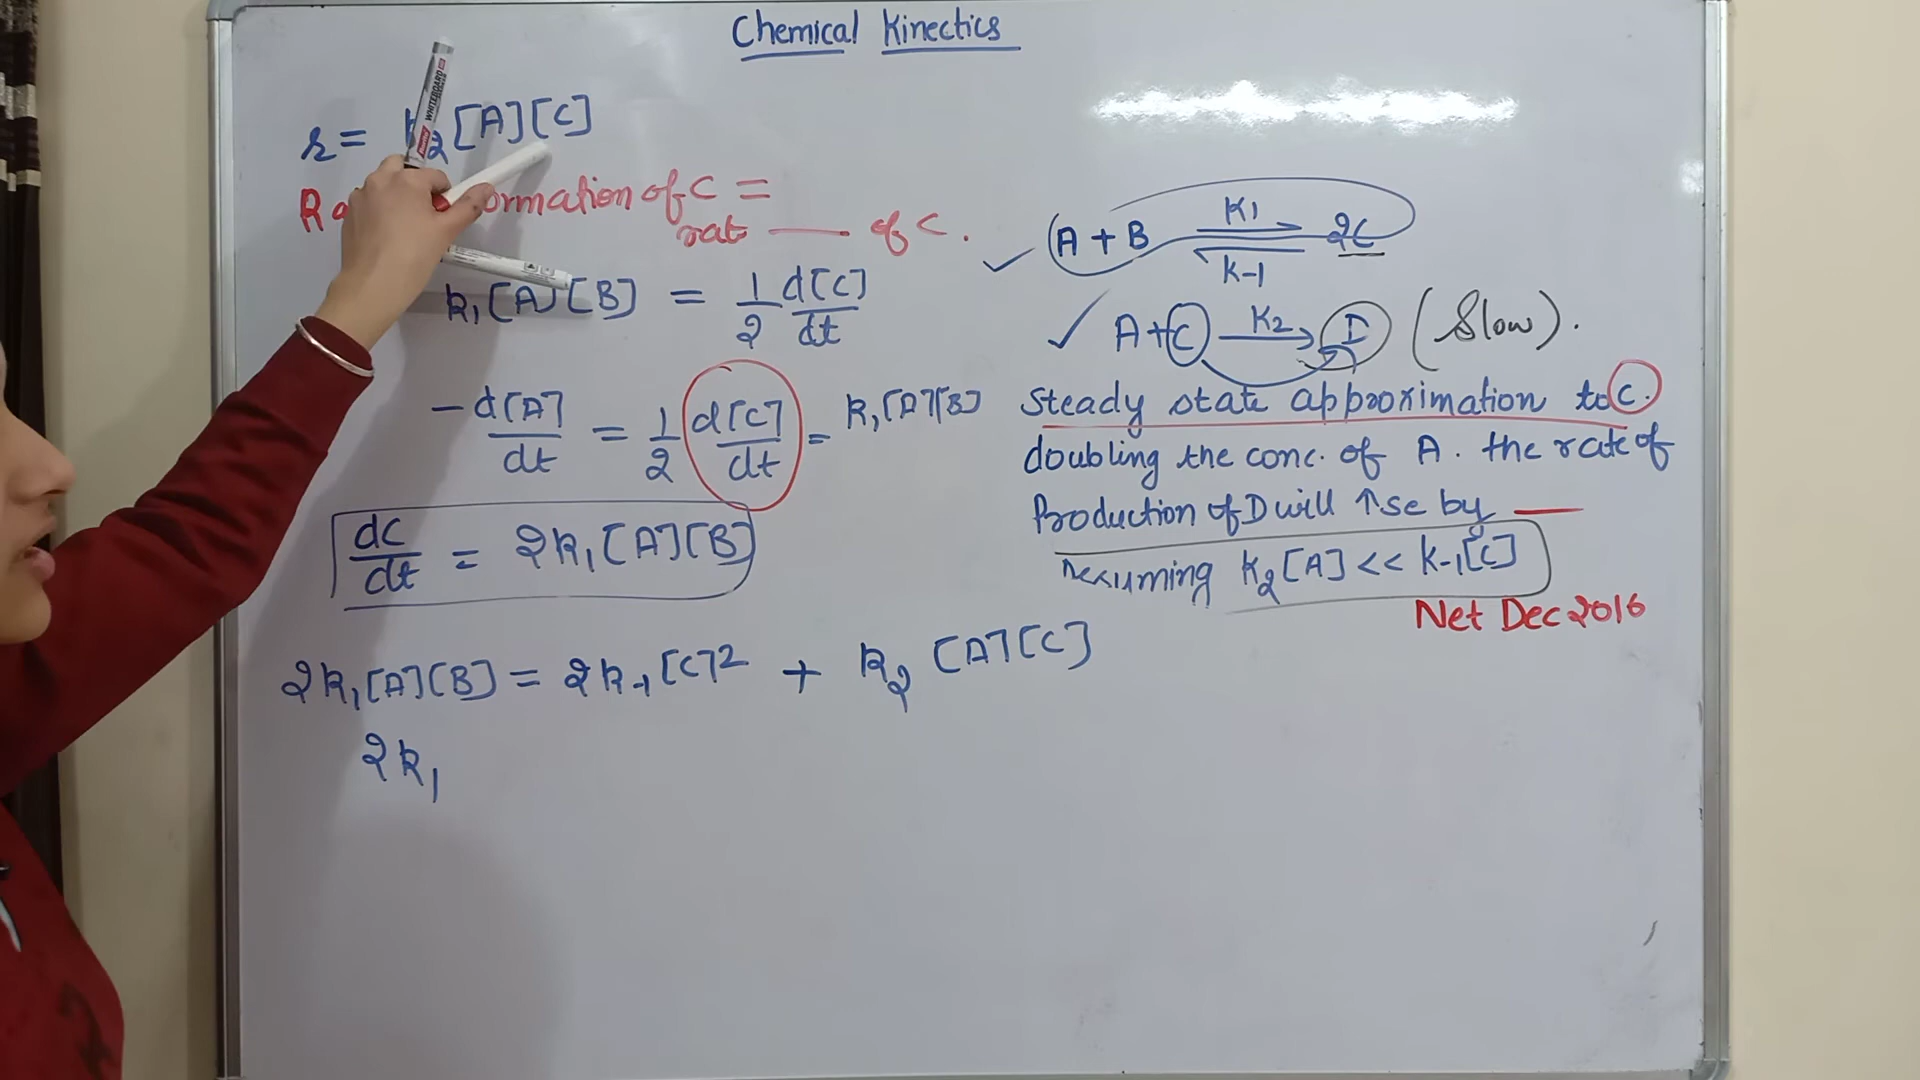 Chemical Kinectics
r = k2[A][C]
ormation of C =
rat — of C.
k1[A][B] = 1/2 d[C]/dt
-d[A]/dt = 1/2 d[C]/dt = k1[A][B]
dc/dt = 2k1[A][B]
2k1[A][B] = 2k-1[C]² + k2[A][C]
2k1
A + B ⇌ 2C
K1
K-1
A + C → D (Slow).
K2
Steady state approximation to C.
doubling the conc. of A. the rate of
Production of D will ↑se by —
Assuming K2[A] << K-1[C]
Net Dec 2016
WHITEBOARD